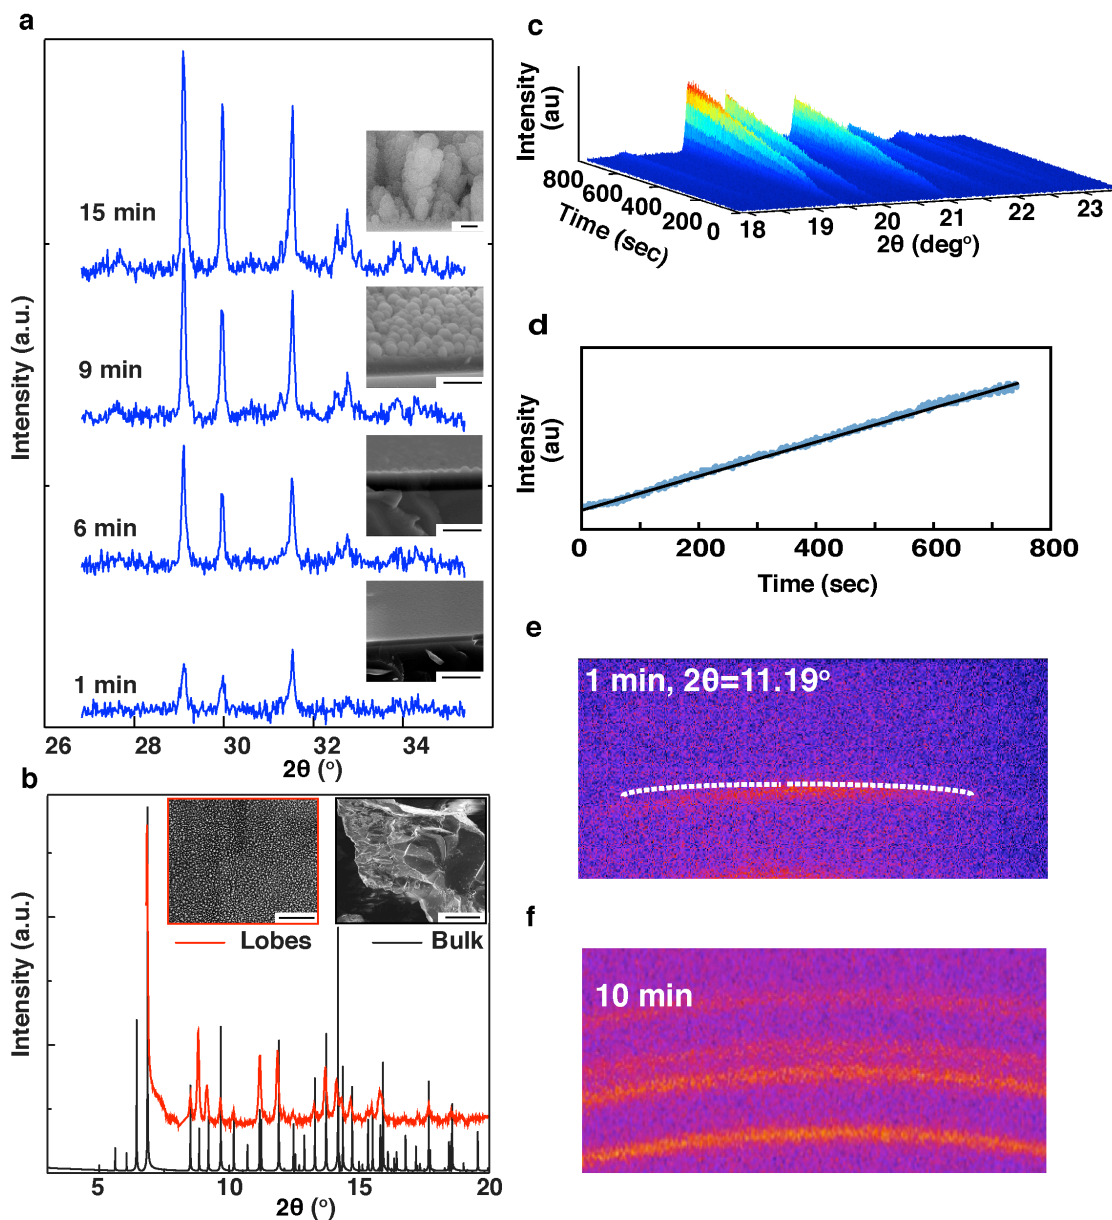 a
Intensity (a.u.)
15 min
9 min
6 min
1 min
26 28 30 32 34
2θ (°)
b
Intensity (a.u.)
Lobes Bulk
5 10 15 20
2θ (°)
c
Intensity
(au)
800
600
400
200
0
Time (sec)
18 19 20 21 22 23
2θ (deg°)
d
Intensity
(au)
0 200 400 600 800
Time (sec)
e
1 min, 2θ=11.19°
f
10 min